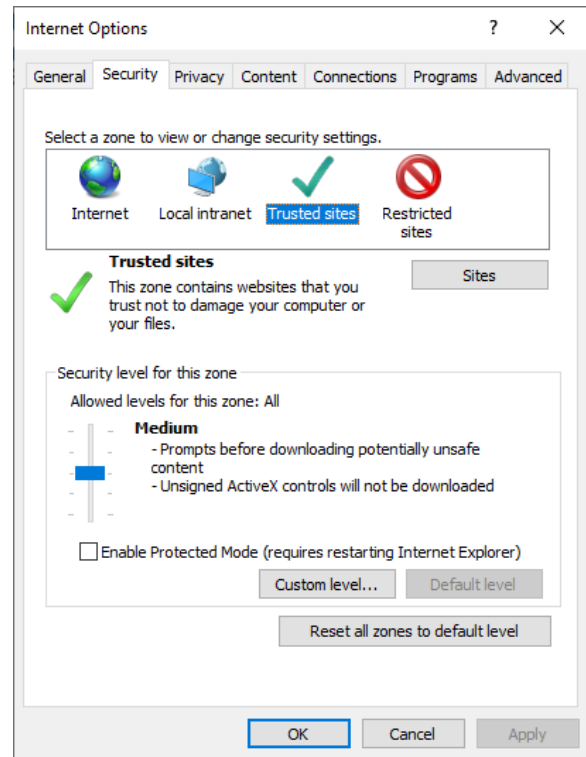 Internet Options
?
General Security Privacy Content Connections Programs Advanced
Select a zone to view or change security settings.
Internet
Local intranet
Trusted sites
Restricted
sites
Trusted sites
This zone contains websites that you
trust not to damage your computer or
your files.
Sites
Security level for this zone
Allowed levels for this zone: All
Medium
- Prompts before downloading potentially unsafe
content
- Unsigned ActiveX controls will not be downloaded
Enable Protected Mode (requires restarting Internet Explorer)
Custom level...
Default level
Reset all zones to default level
OK
Cancel
Apply